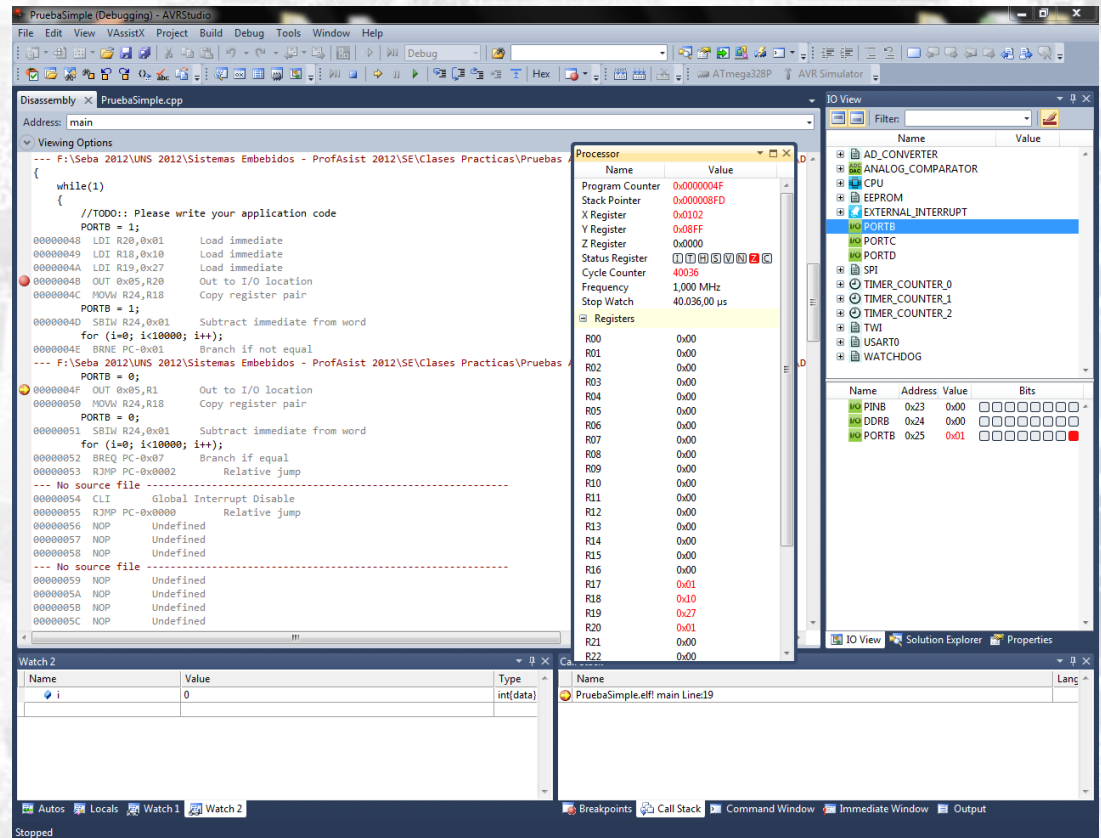 PruebaSimple (Debugging) - AVRStudio
File Edit View VAssistX Project Build Debug Tools Window Help
Debug
Hex ATmega328P AVR Simulator
Disassembly PruebaSimple.cpp
Address: main
Viewing Options
--- F:\Seba 2012\UNS 2012\Sistemas Embebidos - ProfAsist 2012\SE\Clases Practicas\Pruebas
{
while(1)
{
//TODO:: Please write your application code
PORTB = 1;
00000048 LDI R20,0x01 Load immediate
00000049 LDI R18,0x10 Load immediate
0000004A LDI R19,0x27 Load immediate
0000004B OUT 0x05,R20 Out to I/O location
0000004C MOVW R24,R18 Copy register pair
PORTB = 1;
0000004D SBIW R24,0x01 Subtract immediate from word
for (i=0; i<10000; i++);
0000004E BRNE PC-0x01 Branch if not equal
--- F:\Seba 2012\UNS 2012\Sistemas Embebidos - ProfAsist 2012\SE\Clases Practicas\Pruebas
PORTB = 0;
0000004F OUT 0x05,R1 Out to I/O location
00000050 MOVW R24,R18 Copy register pair
PORTB = 0;
00000051 SBIW R24,0x01 Subtract immediate from word
for (i=0; i<10000; i++);
00000052 BREQ PC-0x07 Branch if equal
00000053 RJMP PC-0x0002 Relative jump
--- No source file ---
00000054 CLI Global Interrupt Disable
00000055 RJMP PC-0x0000 Relative jump
00000056 NOP Undefined
00000057 NOP Undefined
00000058 NOP Undefined
--- No source file ---
00000059 NOP Undefined
0000005A NOP Undefined
0000005B NOP Undefined
0000005C NOP Undefined
Processor
Name Value
Program Counter 0x0000004F
Stack Pointer 0x000008FD
X Register 0x0102
Y Register 0x08FF
Z Register 0x0000
Status Register I T H S V N Z C
Cycle Counter 40036
Frequency 1,000 MHz
Stop Watch 40.036,00 µs
Registers
R00 0x00
R01 0x00
R02 0x00
R03 0x00
R04 0x00
R05 0x00
R06 0x00
R07 0x00
R08 0x00
R09 0x00
R10 0x00
R11 0x00
R12 0x00
R13 0x00
R14 0x00
R15 0x00
R16 0x00
R17 0x01
R18 0x10
R19 0x27
R20 0x01
R21 0x00
R22 0x00
IO View
Filter:
Name Value
AD_CONVERTER
ANALOG_COMPARATOR
CPU
EEPROM
EXTERNAL_INTERRUPT
I/O PORTB
I/O PORTC
I/O PORTD
SPI
TIMER_COUNTER_0
TIMER_COUNTER_1
TIMER_COUNTER_2
TWI
USART0
WATCHDOG
Name Address Value Bits
I/O PINB 0x23 0x00
I/O DDRB 0x24 0x00
I/O PORTB 0x25 0x01
IO View Solution Explorer Properties
Watch 2
Name Value Type
i 0 int{data}
Name Lang
PruebaSimple.elf! main Line:19
Autos Locals Watch 1 Watch 2
Breakpoints Call Stack Command Window Immediate Window Output
Stopped